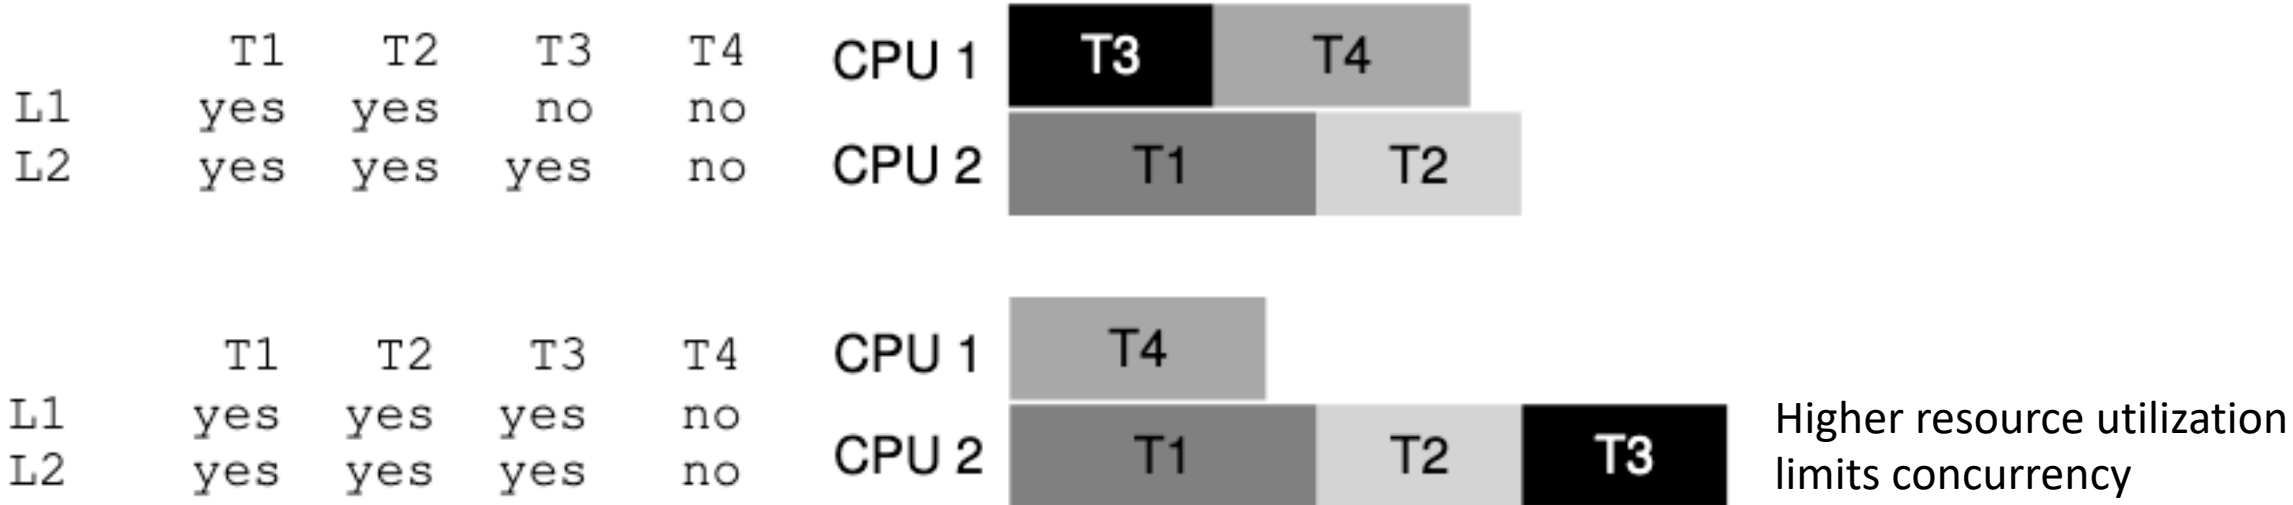 T1 T2 T3 T4
L1 yes yes no no
L2 yes yes yes no
CPU 1 T3 T4
CPU 2 T1 T2
T1 T2 T3 T4
L1 yes yes yes no
L2 yes yes yes no
CPU 1 T4
CPU 2 T1 T2 T3
Higher resource utilization
limits concurrency